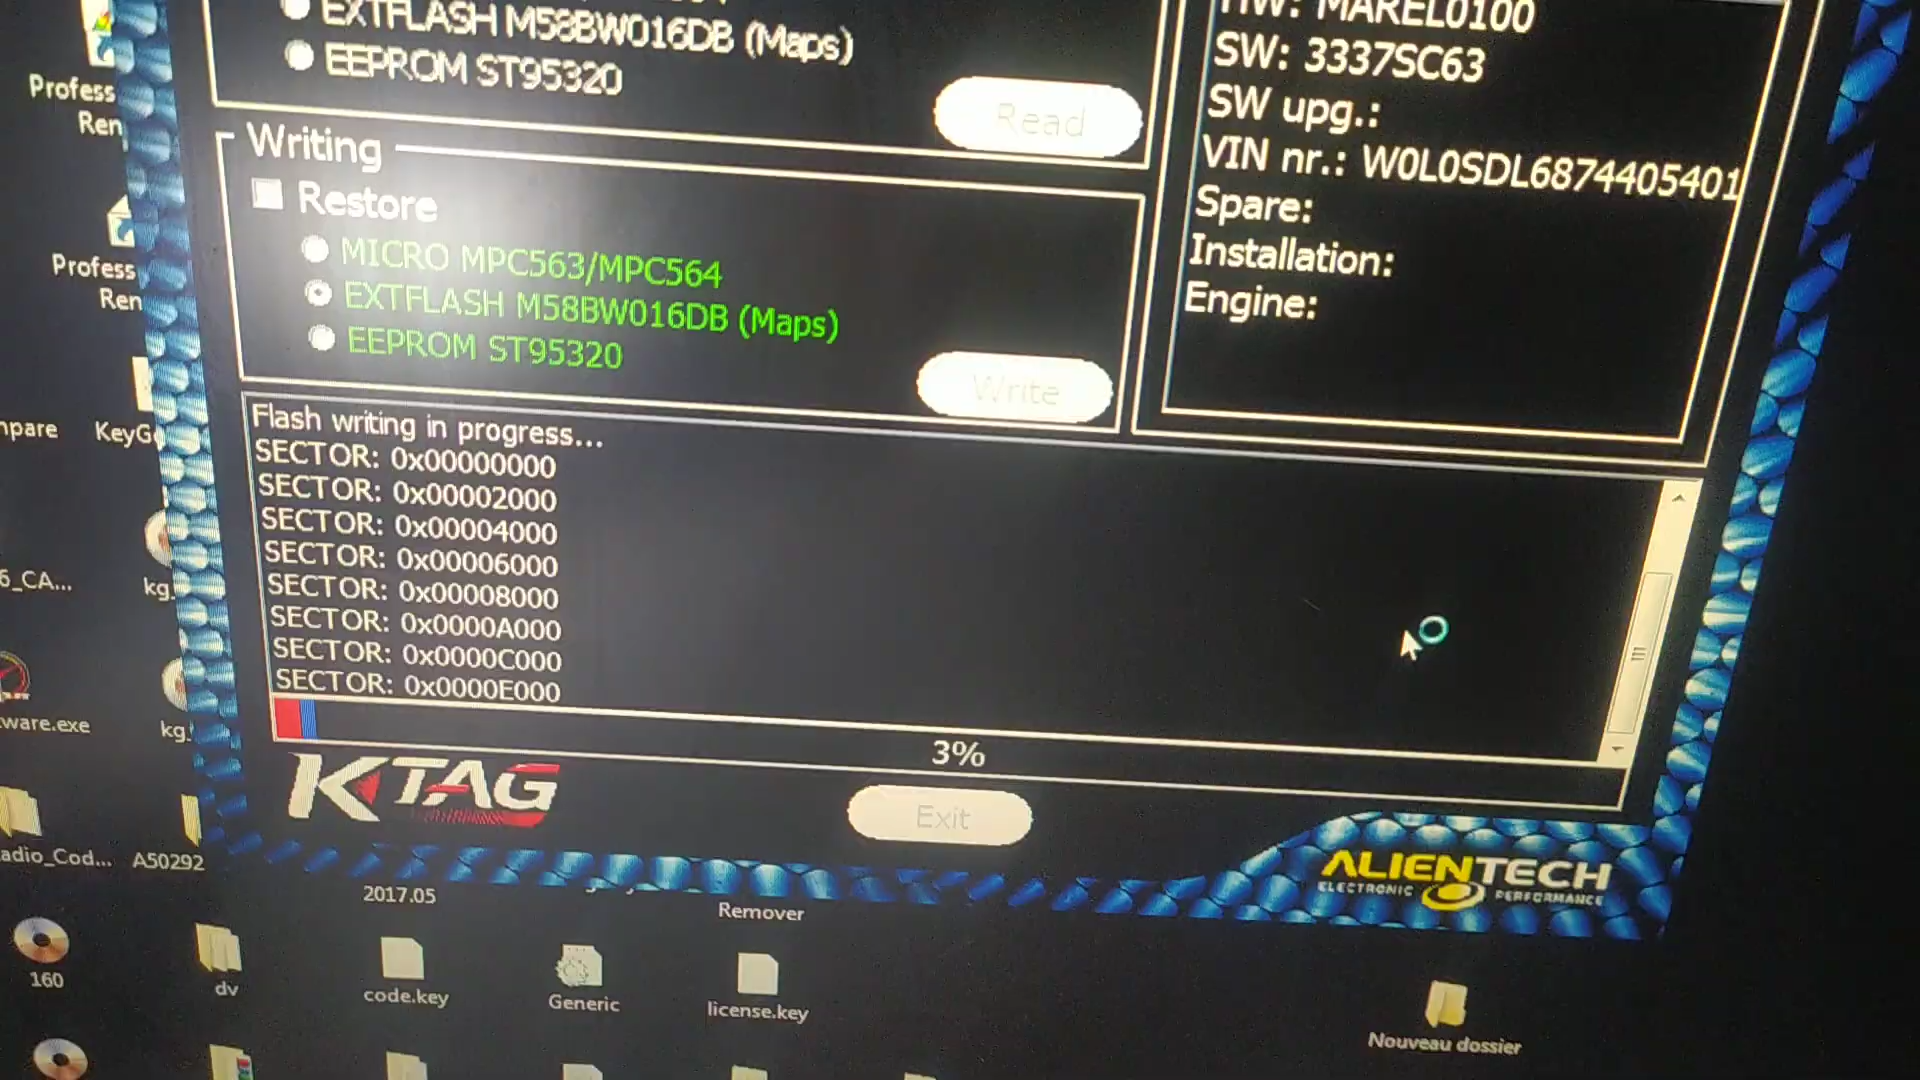 EXTFLASH M58BW016DB (Maps)
EEPROM ST95320
Read
HW: MAREL0100
SW: 3337SC63
SW upg.:
VIN nr.: W0L0SDL6874405401
Spare:
Installation:
Engine:
Writing
Restore
MICRO MPC563/MPC564
EXTFLASH M58BW016DB (Maps)
EEPROM ST95320
Write
Flash writing in progress...
SECTOR: 0x00000000
SECTOR: 0x00002000
SECTOR: 0x00004000
SECTOR: 0x00006000
SECTOR: 0x00008000
SECTOR: 0x0000A000
SECTOR: 0x0000C000
SECTOR: 0x0000E000
3%
KTAG
Exit
ALIENTECH
ELECTRONIC PERFORMANCE
Profess
Ren
Profess
Ren
mpare
KeyG
6_CA...
kg
ware.exe
kg
adio_Cod...
A50292
2017.05
Remover
160
dv
code.key
Generic
license.key
Nouveau dossier